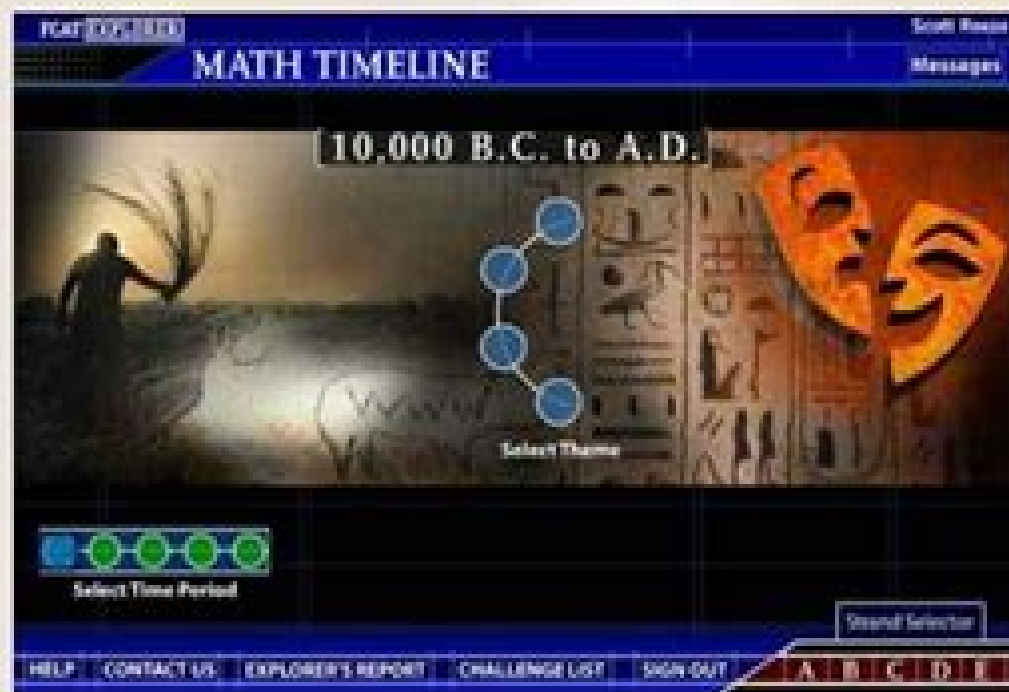 FCAT EXPLORER
Scott
MATH TIMELINE
Messages
[10,000 B.C. to A.D.]
Select Theme
Select Time Period
Strand Selector
HELP CONTACT US EXPLORER'S REPORT CHALLENGE LIST SIGN OUT A B C D E